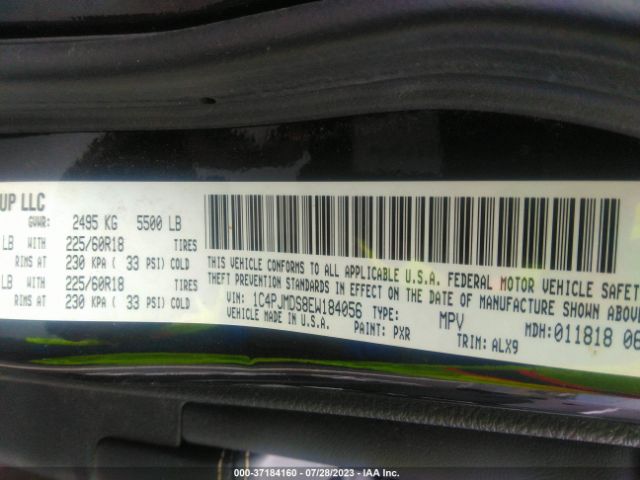 UP LLC
GVWR: 2495 KG 5500 LB
LB WITH 225/60R18 TIRES
RIMS AT 230 KPA ( 33 PSI) COLD
LB WITH 225/60R18 TIRES
RIMS AT 230 KPA ( 33 PSI) COLD
THIS VEHICLE CONFORMS TO ALL APPLICABLE U.S.A. FEDERAL MOTOR VEHICLE SAFET
THEFT PREVENTION STANDARDS IN EFFECT ON THE DATE OF MANUFACTURE SHOWN ABOVE
VIN: 1C4PJMDS8EW184056 TYPE: MPV MDH: 011818 06
VEHICLE MADE IN U.S.A. PAINT: PXR TRIM: ALX9
000-37184160 - 07/28/2023 - IAA Inc.